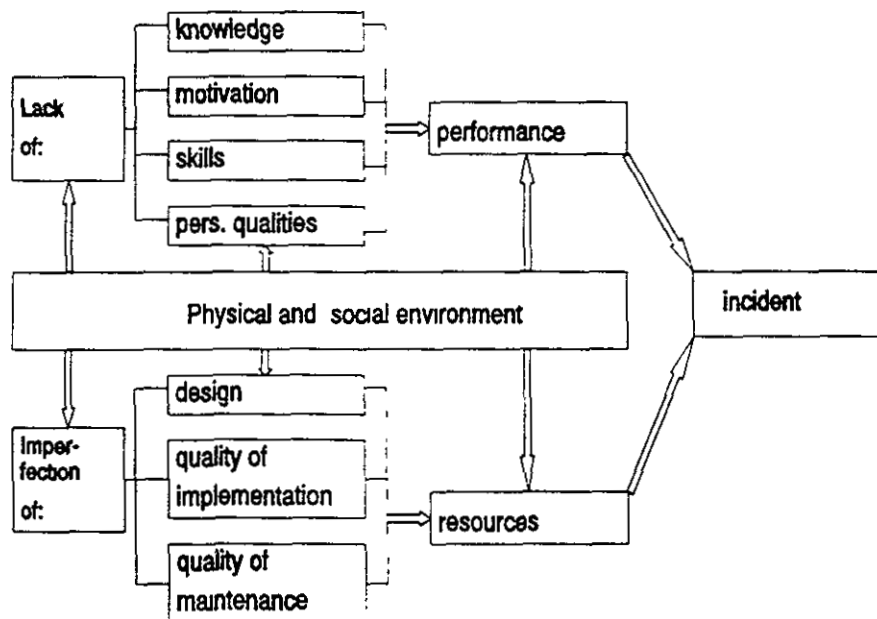 knowledge
motivation
Lack
of:
skills
pers. qualities
performance
Physical and social environment
incident
design
Imper-
fection
of:
quality of
implementation
quality of
maintenance
resources